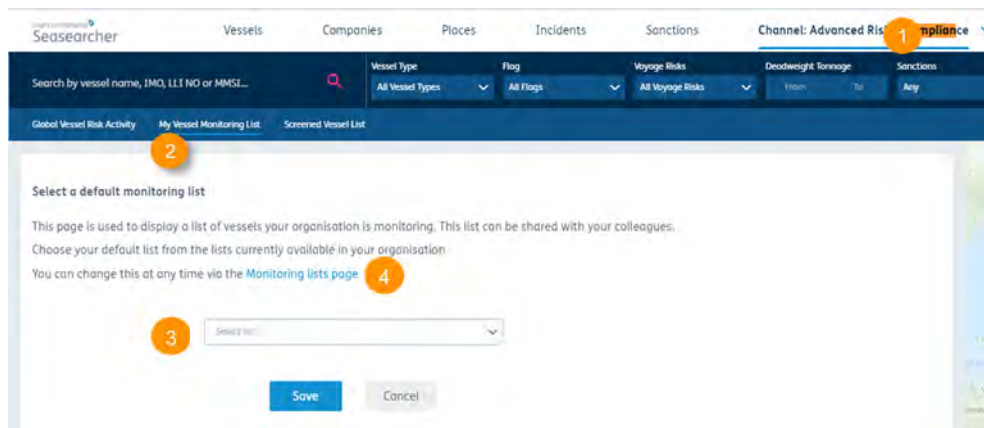 Seasearcher
Vessels Companies Places Incidents Sanctions Channel: Advanced Ris 1 mpliance
Search by vessel name, IMO, LLI NO or MMSI...
Vessel Type Flag Voyage Risks Deadweight Tonnage Sanctions
All Vessel Types All Flags All Voyage Risks From To Any
Global Vessel Risk Activity My Vessel Monitoring List Screened Vessel List
2
Select a default monitoring list
This page is used to display a list of vessels your organisation is monitoring. This list can be shared with your colleagues.
Choose your default list from the lists currently available in your organisation
You can change this at any time via the Monitoring lists page 4
3
Save Cancel